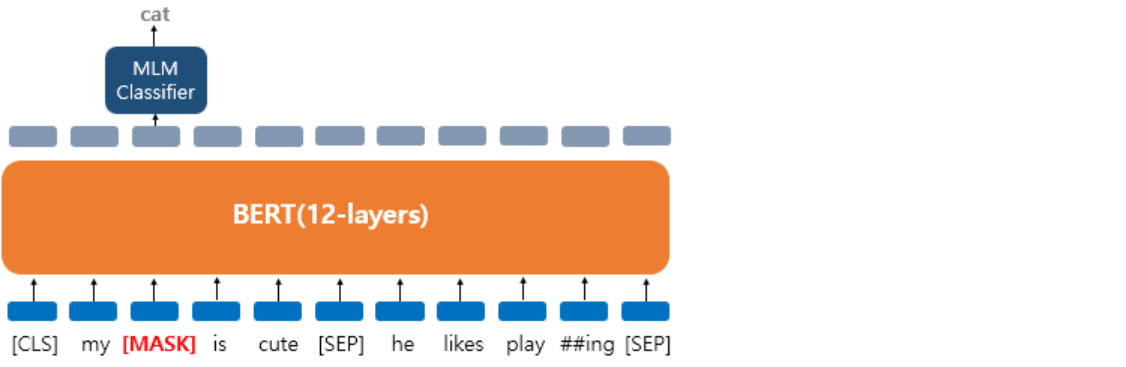 cat
MLM
Classifier
BERT(12-layers)
[CLS] my [MASK] is cute [SEP] he likes play ##ing [SEP]